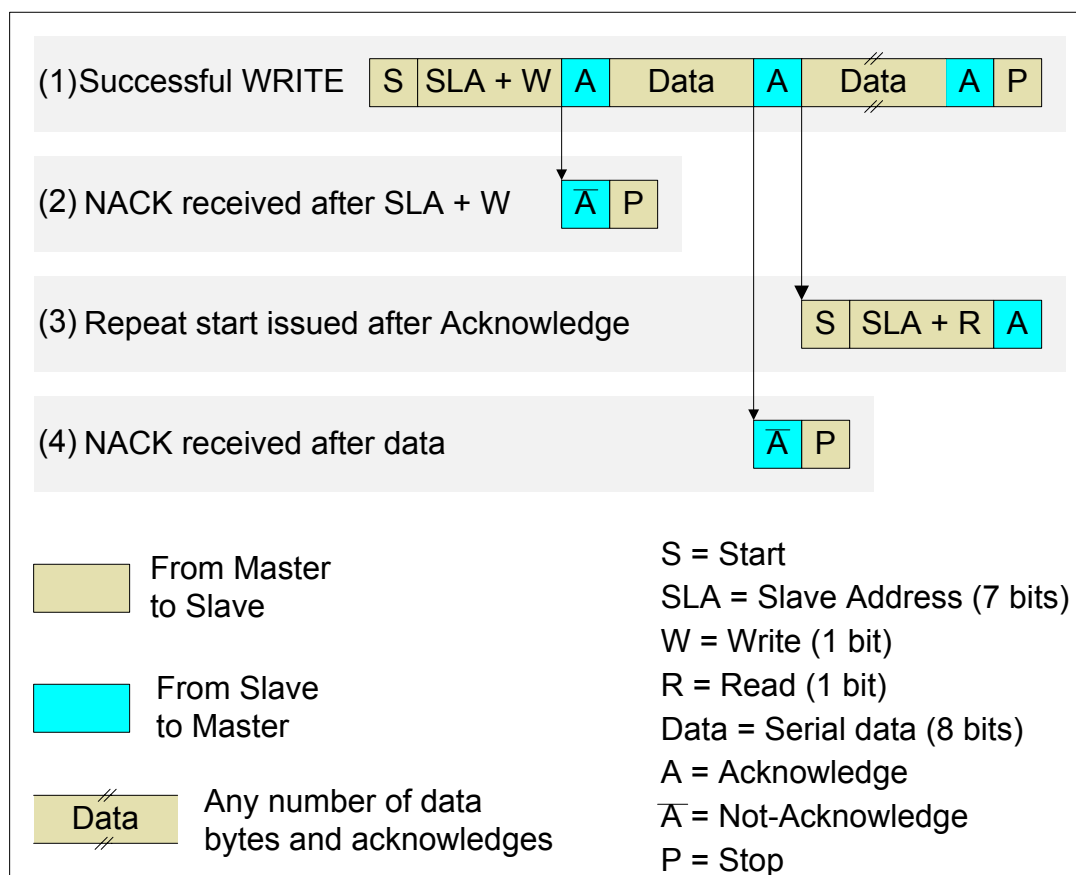 (1)Successful WRITE S SLA + W A Data A Data A P
(2) NACK received after SLA + W A̅ P
(3) Repeat start issued after Acknowledge S SLA + R A
(4) NACK received after data A̅ P
From Master
to Slave
From Slave
to Master
Data
Any number of data
bytes and acknowledges
S = Start
SLA = Slave Address (7 bits)
W = Write (1 bit)
R = Read (1 bit)
Data = Serial data (8 bits)
A = Acknowledge
A̅ = Not-Acknowledge
P = Stop